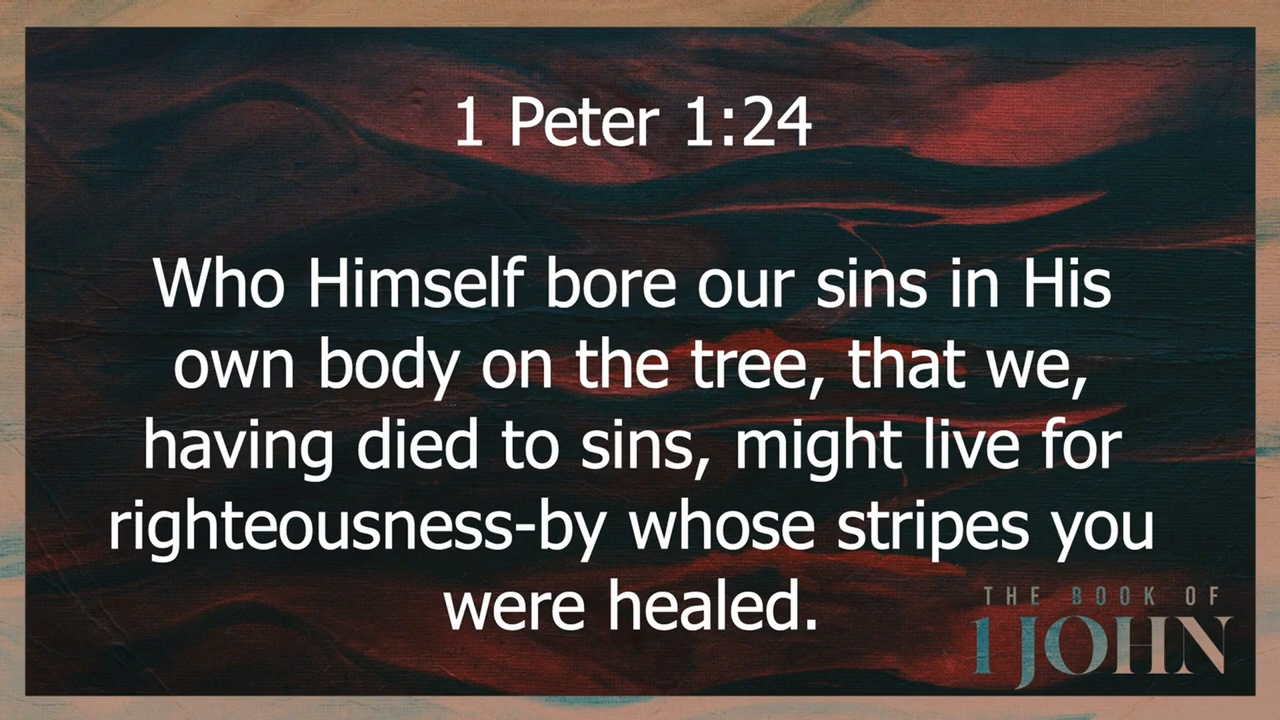 1 Peter 1:24
Who Himself bore our sins in His
own body on the tree, that we,
having died to sins, might live for
righteousness-by whose stripes you
were healed.
THE BOOK OF
1 JOHN